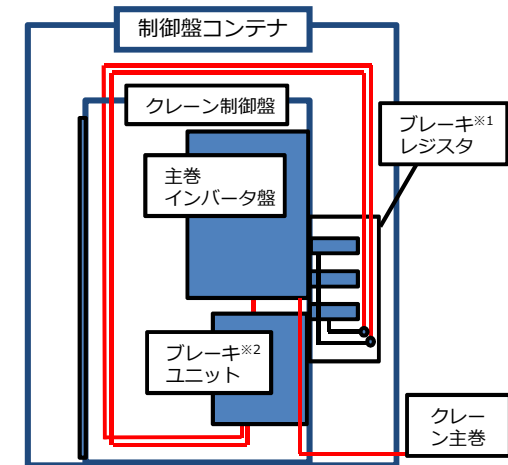 制御盤コンテナ
クレーン制御盤
ブレーキ※1
レジスタ
主巻
インバータ盤
ブレーキ※2
ユニット
クレー
ン主巻